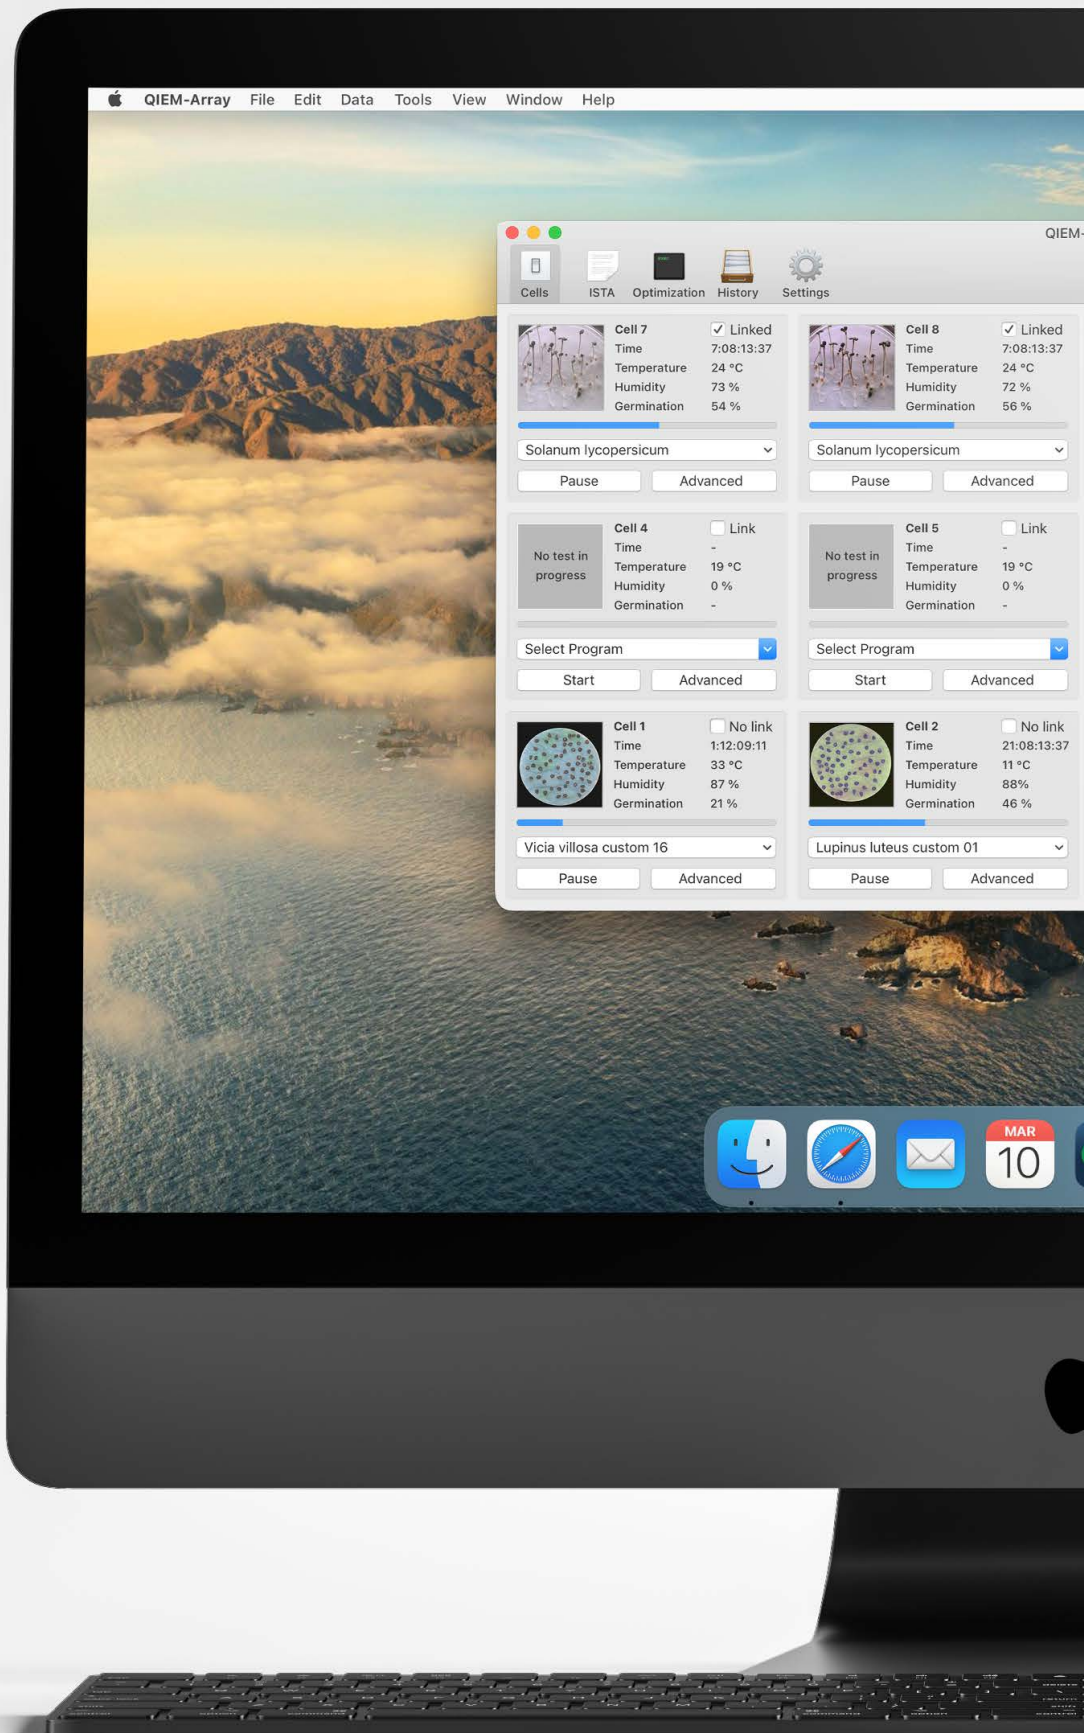 QIEM-Array File Edit Data Tools View Window Help
QIEM-
Cells ISTA Optimization History Settings
Cell 7 Linked
Time 7:08:13:37
Temperature 24 °C
Humidity 73 %
Germination 54 %
Solanum lycopersicum
Pause Advanced
Cell 8 Linked
Time 7:08:13:37
Temperature 24 °C
Humidity 72 %
Germination 56 %
Solanum lycopersicum
Pause Advanced
No test in
progress
Cell 4 Link
Time -
Temperature 19 °C
Humidity 0 %
Germination -
Select Program
Start Advanced
No test in
progress
Cell 5 Link
Time -
Temperature 19 °C
Humidity 0 %
Germination -
Select Program
Start Advanced
Cell 1 No link
Time 1:12:09:11
Temperature 33 °C
Humidity 87 %
Germination 21 %
Vicia villosa custom 16
Pause Advanced
Cell 2 No link
Time 21:08:13:37
Temperature 11 °C
Humidity 88%
Germination 46 %
Lupinus luteus custom 01
Pause Advanced
MAR
10